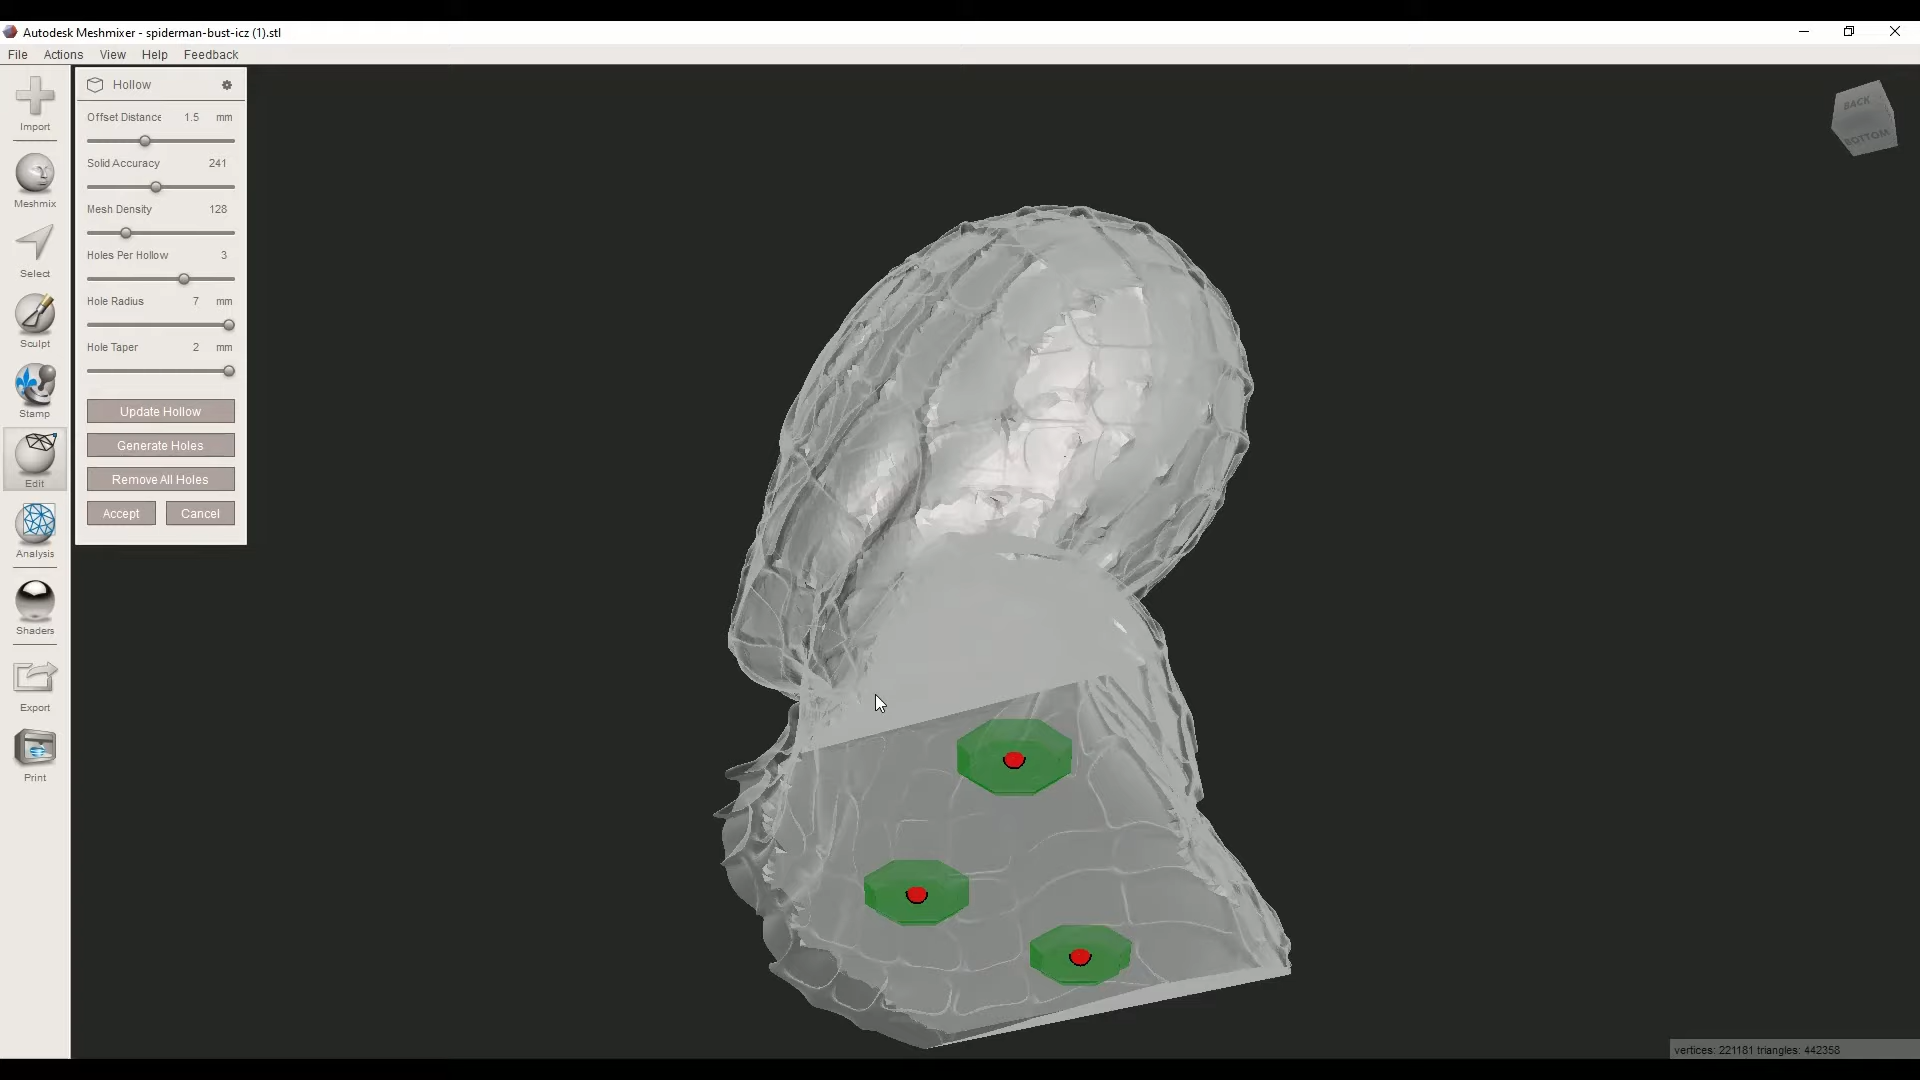 Autodesk Meshmixer - spiderman-bust-icz (1).stl
File Actions View Help Feedback
Import
Meshmix
Select
Sculpt
Stamp
Edit
Analysis
Shaders
Export
Print
Hollow
Offset Distance 1.5 mm
Solid Accuracy 241
Mesh Density 128
Holes Per Hollow 3
Hole Radius 7 mm
Hole Taper 2 mm
Update Hollow
Generate Holes
Remove All Holes
Accept Cancel
BACK
BOTTOM
vertices: 221181 triangles: 442358